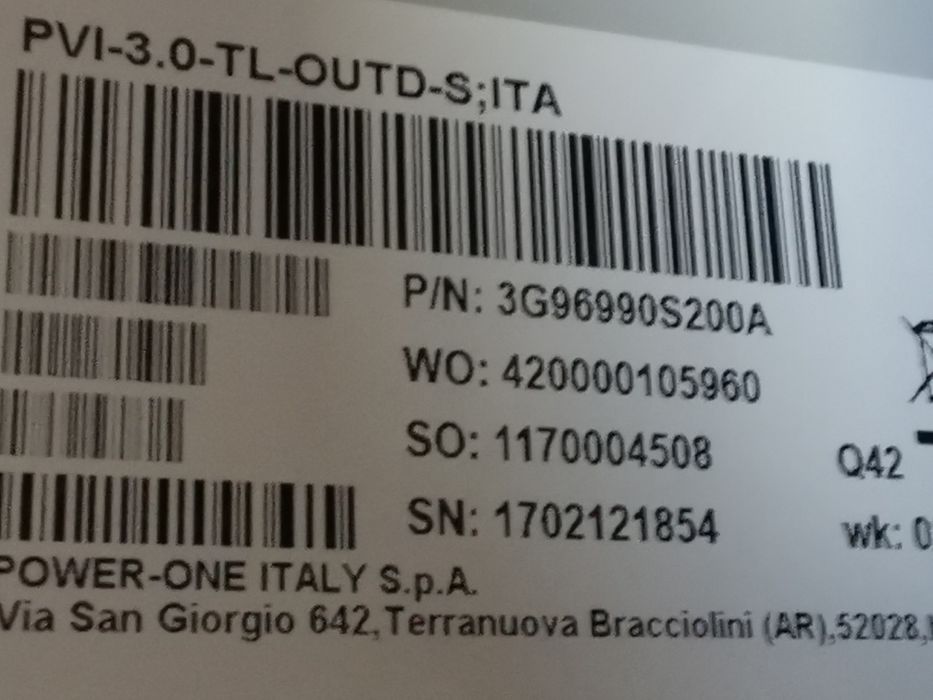 PVI-3.0-TL-OUTD-S;ITA
P/N: 3G96990S200A
WO: 420000105960
SO: 1170004508
Q42
SN: 1702121854
wk: 0
POWER-ONE ITALY S.p.A.
Via San Giorgio 642, Terranuova Bracciolini (AR),52028,